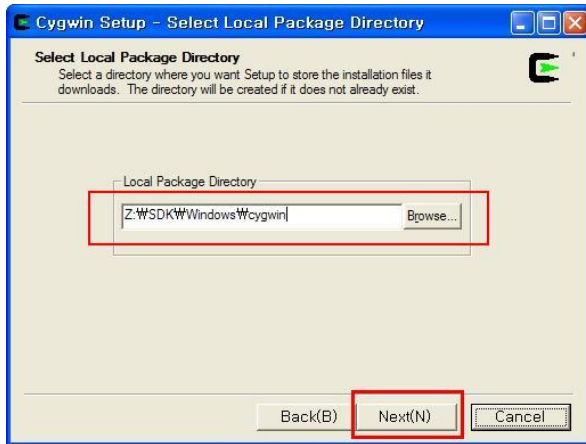 Cygwin Setup - Select Local Package Directory
Select Local Package Directory
Select a directory where you want Setup to store the installation files it
downloads. The directory will be created if it does not already exist.
Local Package Directory
Z:₩SDK₩Windows₩cygwin
Browse...
Back(B)
Next(N)
Cancel